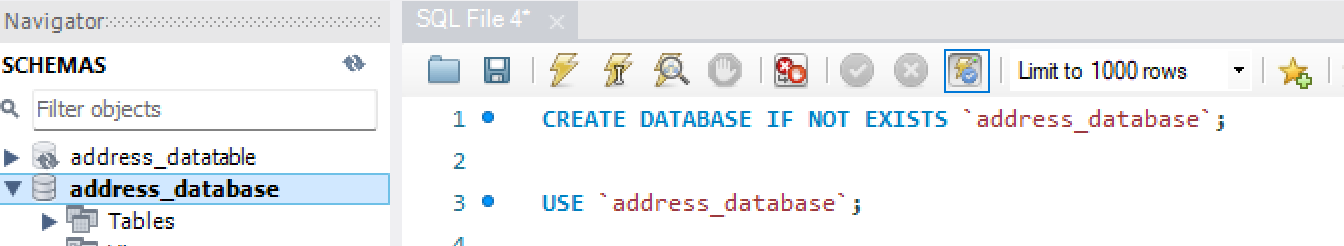 Navigator
SCHEMAS
Filter objects
address_datatable
address_database
Tables
SQL File 4*
Limit to 1000 rows
1 CREATE DATABASE IF NOT EXISTS `address_database`;
2
3 USE `address_database`;
4